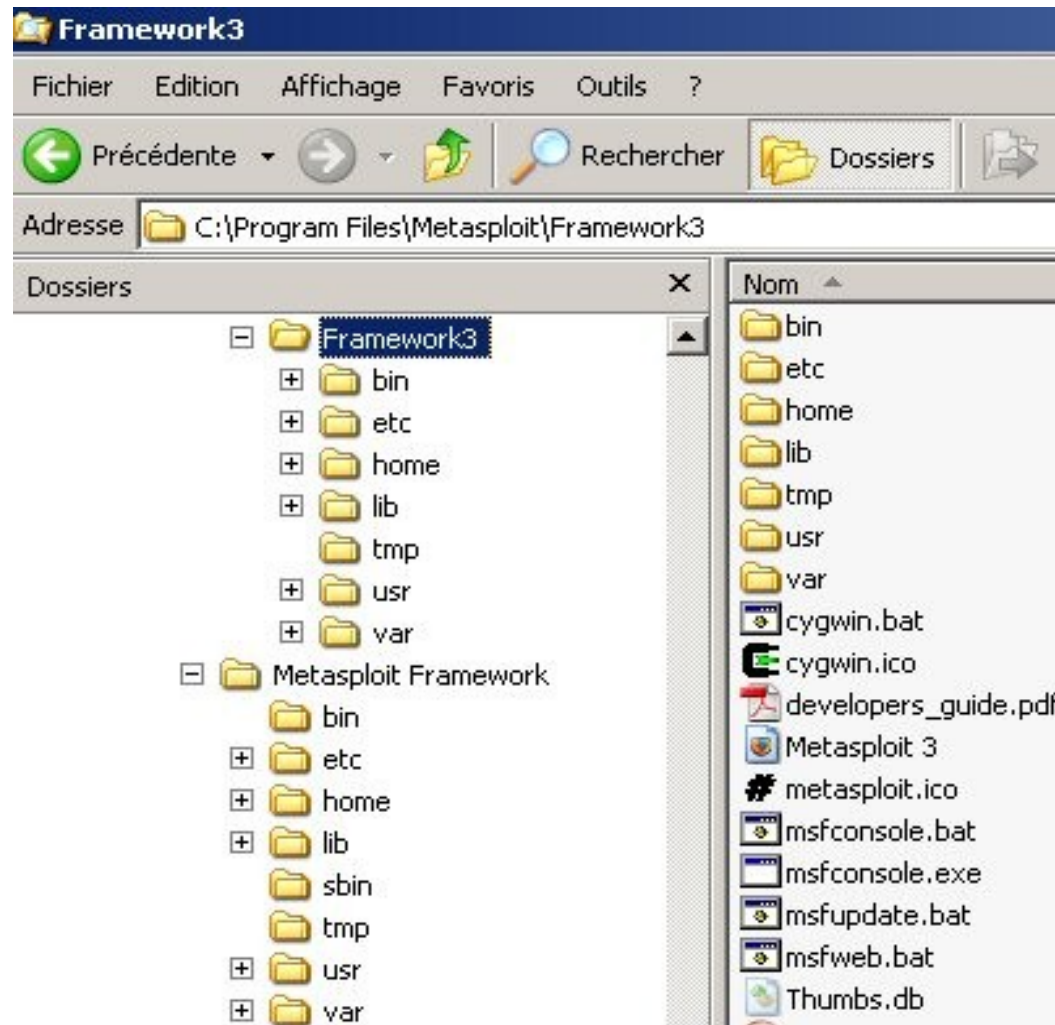 Framework3
Fichier Edition Affichage Favoris Outils ?
Précédente Rechercher Dossiers
Adresse C:\Program Files\Metasploit\Framework3
Dossiers
Framework3
bin
etc
home
lib
tmp
usr
var
Metasploit Framework
bin
etc
home
lib
sbin
tmp
usr
var
Nom
bin
etc
home
lib
tmp
usr
var
cygwin.bat
cygwin.ico
developers_guide.pdf
Metasploit 3
metasploit.ico
msfconsole.bat
msfconsole.exe
msfupdate.bat
msfweb.bat
Thumbs.db